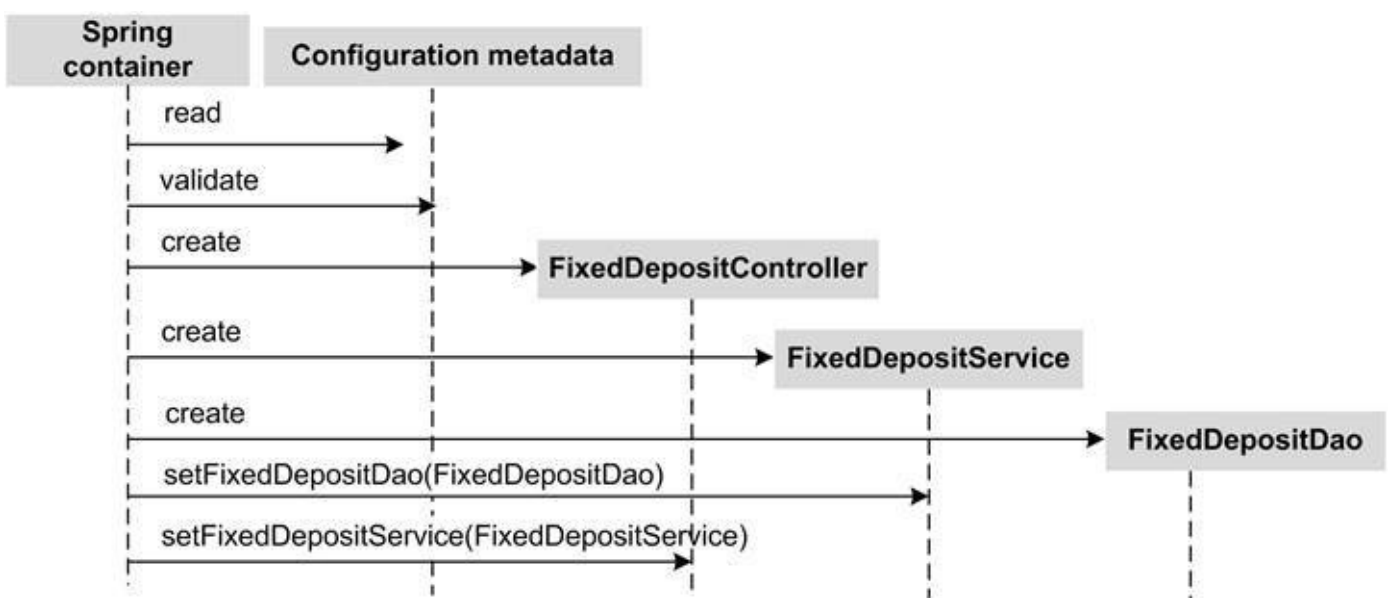 Spring
container
Configuration metadata
read
validate
create
FixedDepositController
create
FixedDepositService
create
FixedDepositDao
setFixedDepositDao(FixedDepositDao)
setFixedDepositService(FixedDepositService)